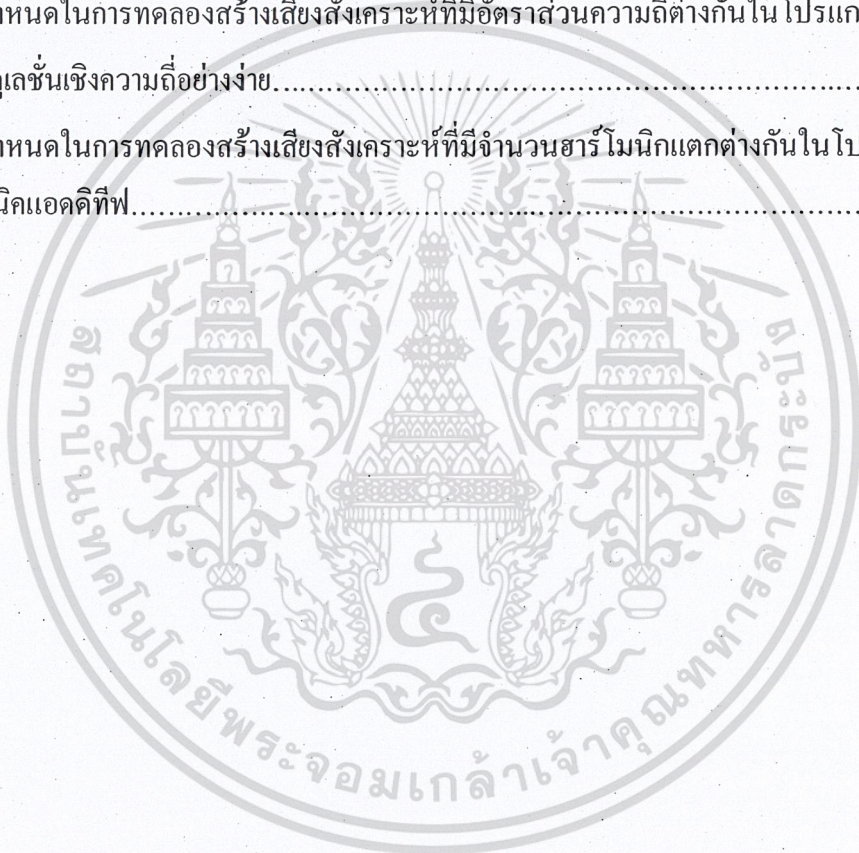 กำหนดในการทดลองสร้างเสียงสังเคราะห์ที่มีอัตราส่วนความถี่ต่างกันในโปรแก
ดูเลชั่นเชิงความถี่อย่างง่าย................................................................
กำหนดในการทดลองสร้างเสียงสังเคราะห์ที่มีจำนวนฮาร์โมนิกแตกต่างกันในโป
นิคแอดดิทีฟ................................................................................
สถาบันเทคโนโลยีพระจอมเกล้าเจ้าคุณทหารลาดกระบัง